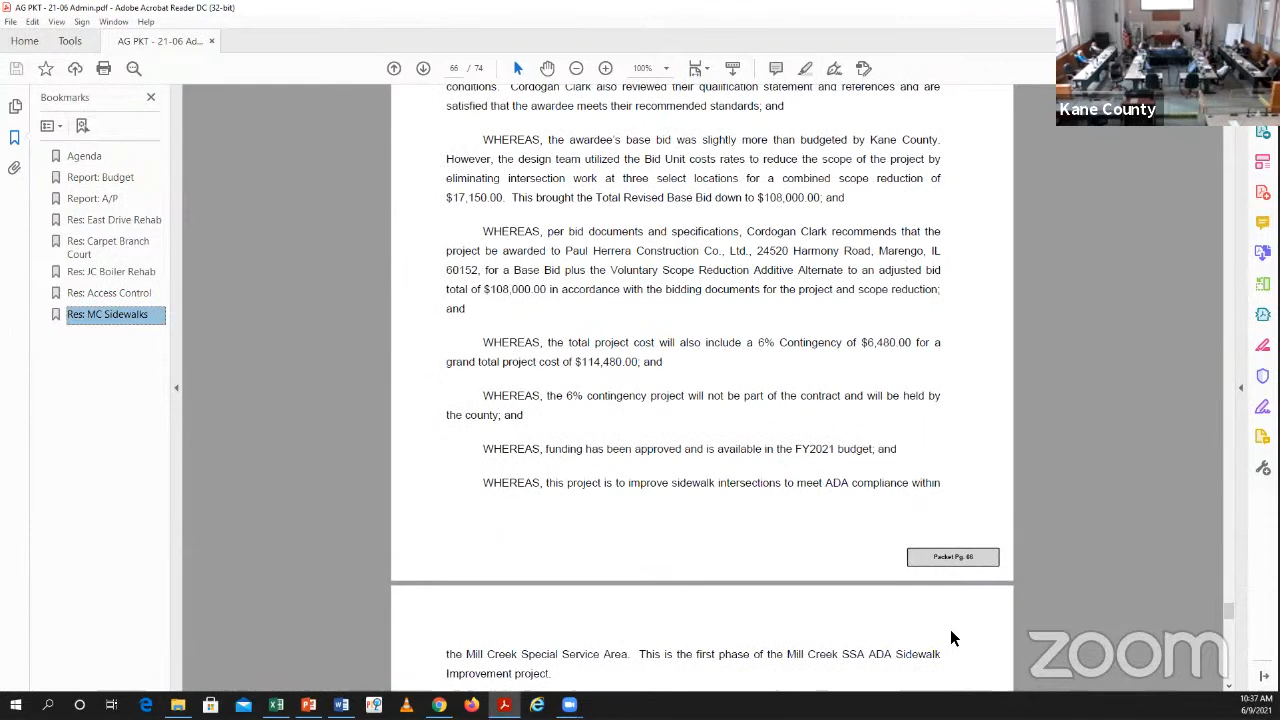 AG PKT - 21-06 Admin.pdf - Adobe Acrobat Reader DC (32-bit)
File Edit View Sign Window Help
Home Tools AG PKT - 21-06 Ad... ×
66 / 74 100%
Bookmarks
Agenda
Report: Budget
Report: A/P
Res: East Drive Rehab
Res: Carpet Branch
Court
Res: JC Boiler Rehab
Res: Access Control
Res: MC Sidewalks
Kane County
conditions. Cordogan Clark also reviewed their qualification statement and references and are
satisfied that the awardee meets their recommended standards; and
WHEREAS, the awardee's base bid was slightly more than budgeted by Kane County.
However, the design team utilized the Bid Unit costs rates to reduce the scope of the project by
eliminating intersection work at three select locations for a combined scope reduction of
$17,150.00. This brought the Total Revised Base Bid down to $108,000.00; and
WHEREAS, per bid documents and specifications, Cordogan Clark recommends that the
project be awarded to Paul Herrera Construction Co., Ltd., 24520 Harmony Road, Marengo, IL
60152, for a Base Bid plus the Voluntary Scope Reduction Additive Alternate to an adjusted bid
total of $108,000.00 in accordance with the bidding documents for the project and scope reduction;
and
WHEREAS, the total project cost will also include a 6% Contingency of $6,480.00 for a
grand total project cost of $114,480.00; and
WHEREAS, the 6% contingency project will not be part of the contract and will be held by
the county; and
WHEREAS, funding has been approved and is available in the FY2021 budget; and
WHEREAS, this project is to improve sidewalk intersections to meet ADA compliance within
Packet Pg. 66
the Mill Creek Special Service Area. This is the first phase of the Mill Creek SSA ADA Sidewalk
Improvement project.
zoom
10:37 AM
6/9/2021